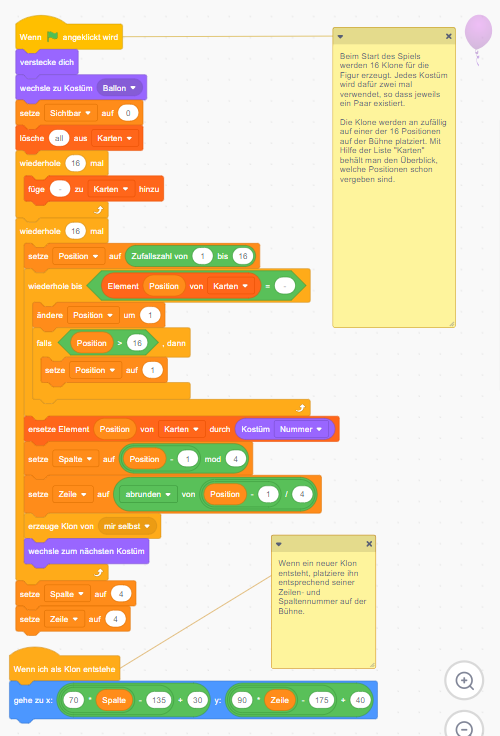 Wenn angeklickt wird
verstecke dich
wechsle zu Kostüm Ballon
setze Sichtbar auf 0
lösche all aus Karten
wiederhole 16 mal
füge - zu Karten hinzu
wiederhole 16 mal
setze Position auf Zufallszahl von 1 bis 16
wiederhole bis Element Position von Karten = -
ändere Position um 1
falls Position > 16 , dann
setze Position auf 1
ersetze Element Position von Karten durch Kostüm Nummer
setze Spalte auf Position - 1 mod 4
setze Zeile auf abrunden von Position - 1 / 4
erzeuge Klon von mir selbst
wechsle zum nächsten Kostüm
setze Spalte auf 4
setze Zeile auf 4
Wenn ich als Klon entstehe
gehe zu x: 70 * Spalte - 135 + 30 y: 90 * Zeile - 175 + 40
Beim Start des Spiels
werden 16 Klone für die
Figur erzeugt. Jedes Kostüm
wird dafür zwei mal
verwendet, so dass jeweils
ein Paar existiert.
Die Klone werden an zufällig
auf einer der 16 Positionen
auf der Bühne platziert. Mit
Hilfe der Liste "Karten"
behält man den Überblick,
welche Positionen schon
vergeben sind.
Wenn ein neuer Klon
entsteht, platziere ihn
entsprechend seiner
Zeilen- und
Spaltennummer auf der
Bühne.